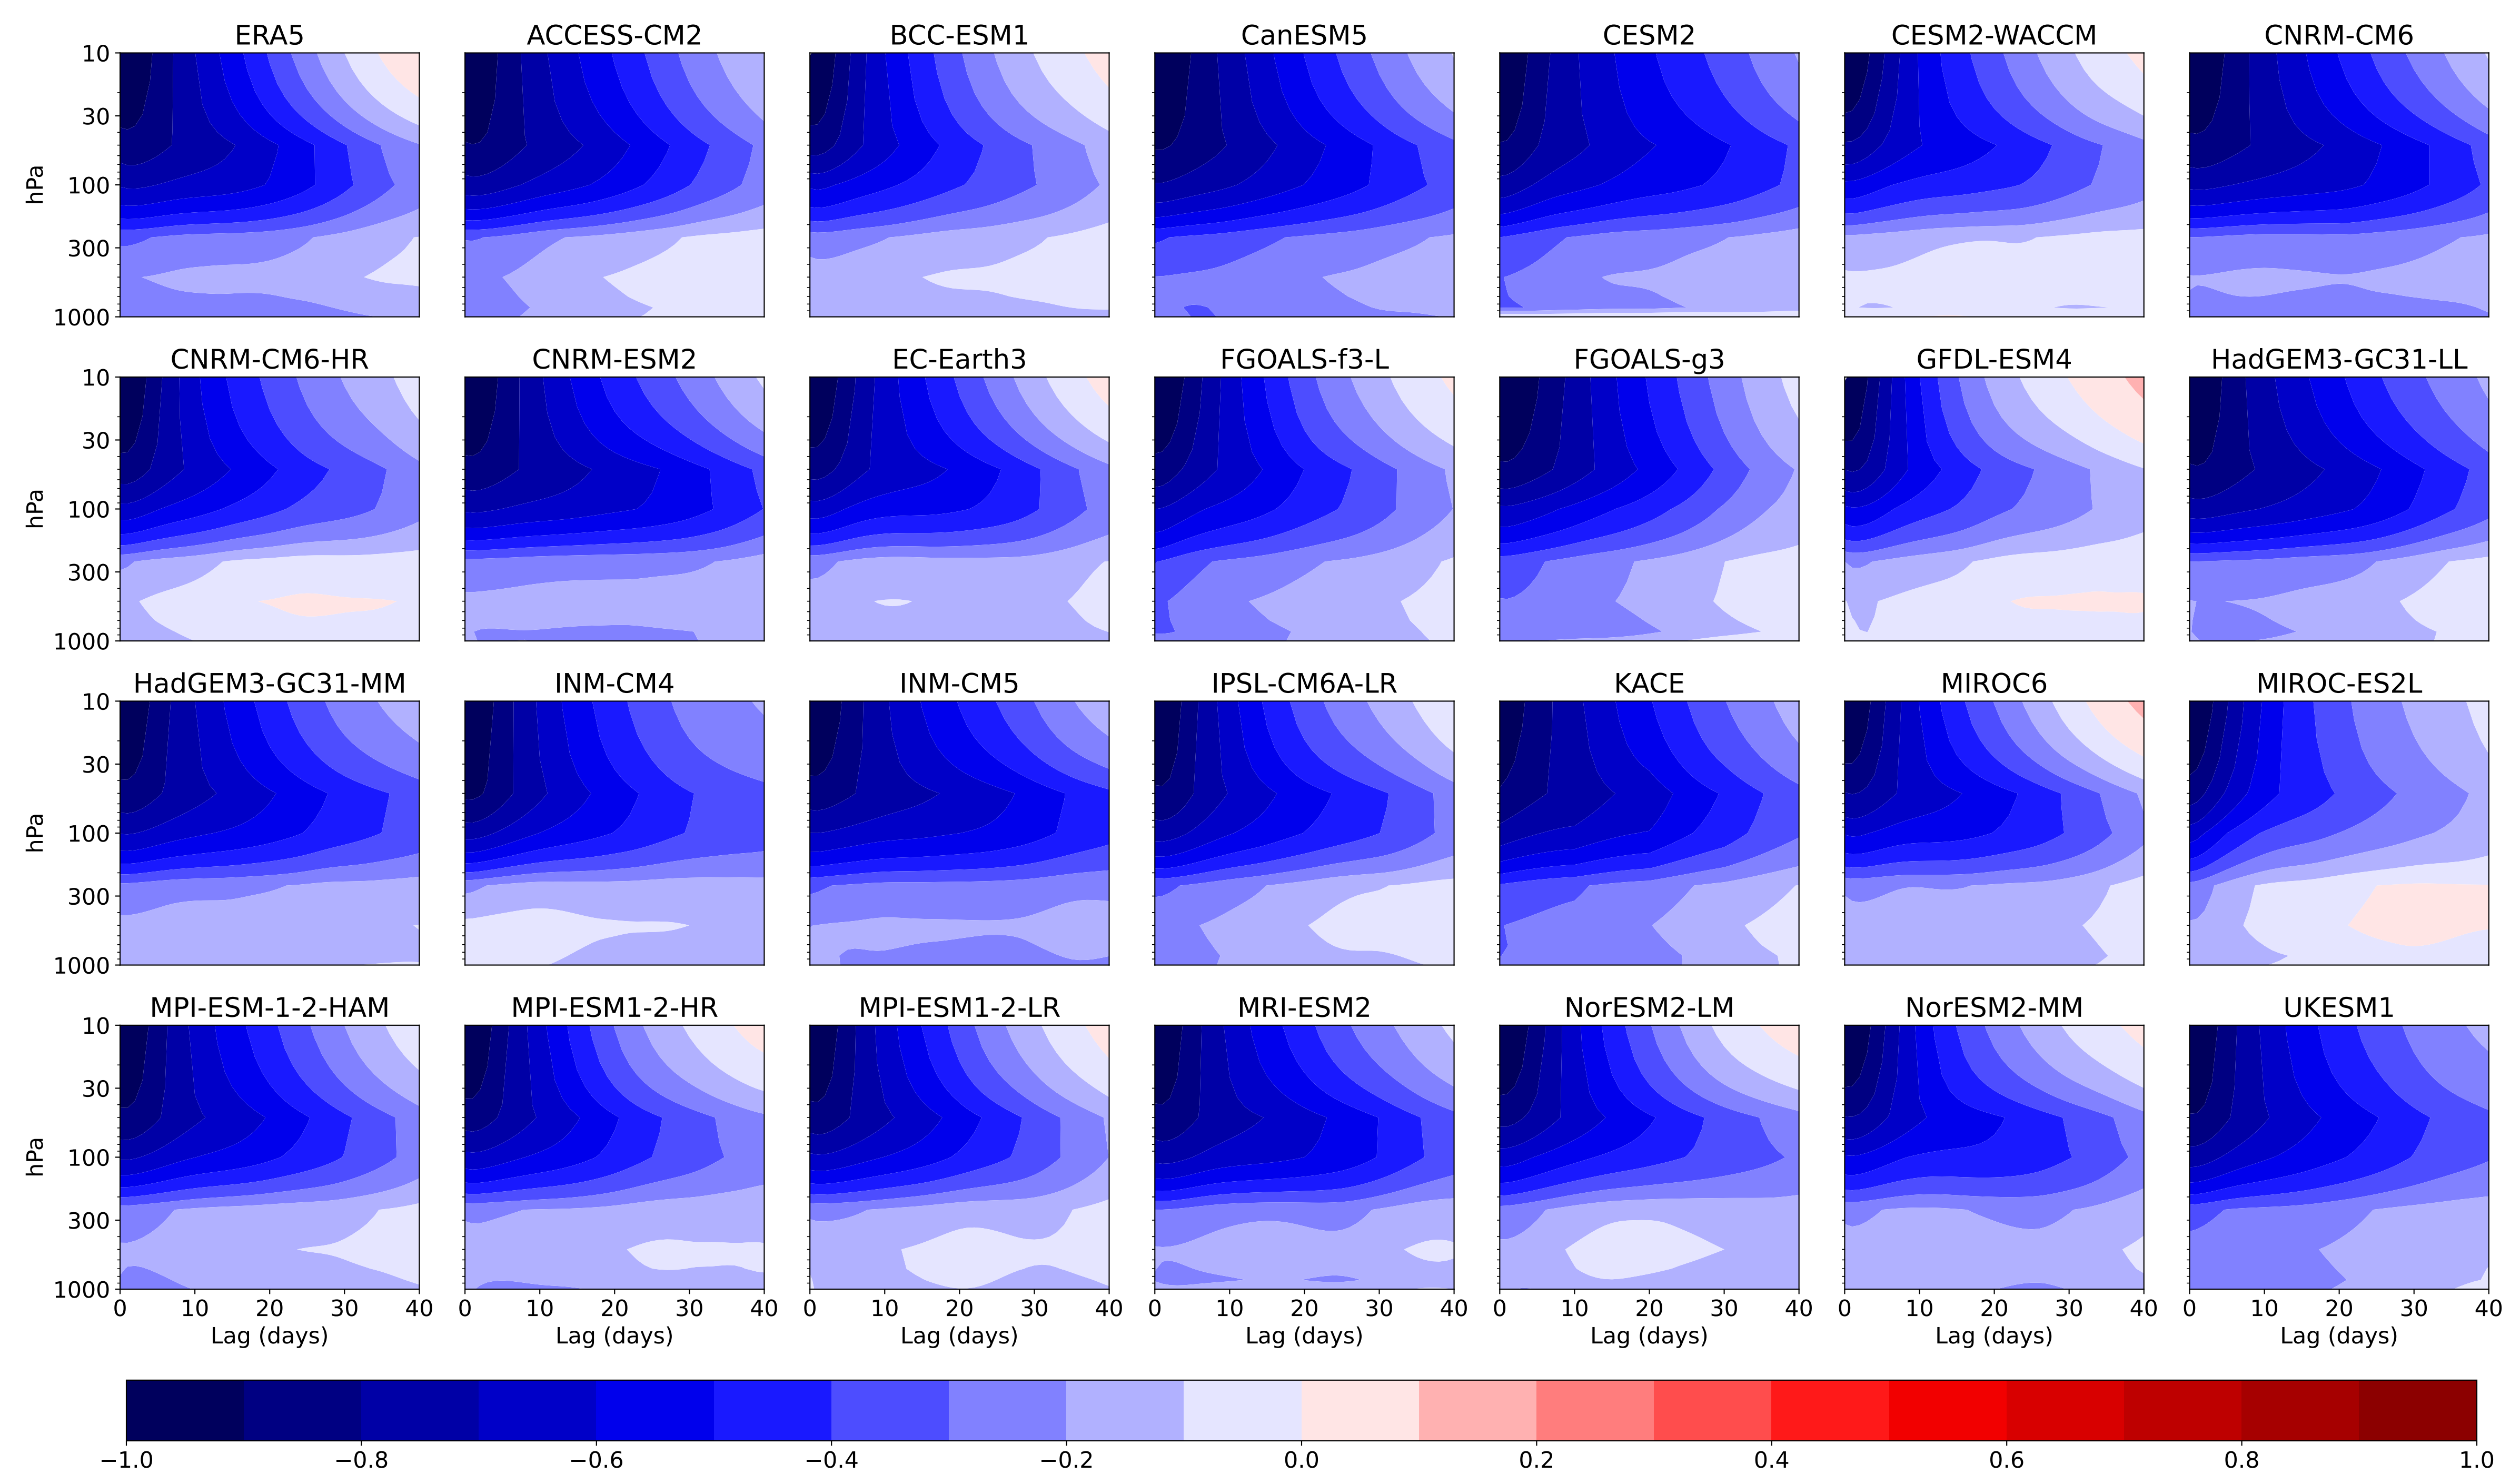 ERA5 ACCESS-CM2 BCC-ESM1 CanESM5 CESM2 CESM2-WACCM CNRM-CM6
10
30
100
300
1000
hPa
CNRM-CM6-HR CNRM-ESM2 EC-Earth3 FGOALS-f3-L FGOALS-g3 GFDL-ESM4 HadGEM3-GC31-LL
10
30
100
300
1000
hPa
HadGEM3-GC31-MM INM-CM4 INM-CM5 IPSL-CM6A-LR KACE MIROC6 MIROC-ES2L
10
30
100
300
1000
hPa
MPI-ESM-1-2-HAM MPI-ESM1-2-HR MPI-ESM1-2-LR MRI-ESM2 NorESM2-LM NorESM2-MM UKESM1
10
30
100
300
1000
hPa
0 10 20 30 40 0 10 20 30 40 0 10 20 30 40 0 10 20 30 40 0 10 20 30 40 0 10 20 30 40 0 10 20 30 40
Lag (days) Lag (days) Lag (days) Lag (days) Lag (days) Lag (days) Lag (days)
−1.0 −0.8 −0.6 −0.4 −0.2 0.0 0.2 0.4 0.6 0.8 1.0